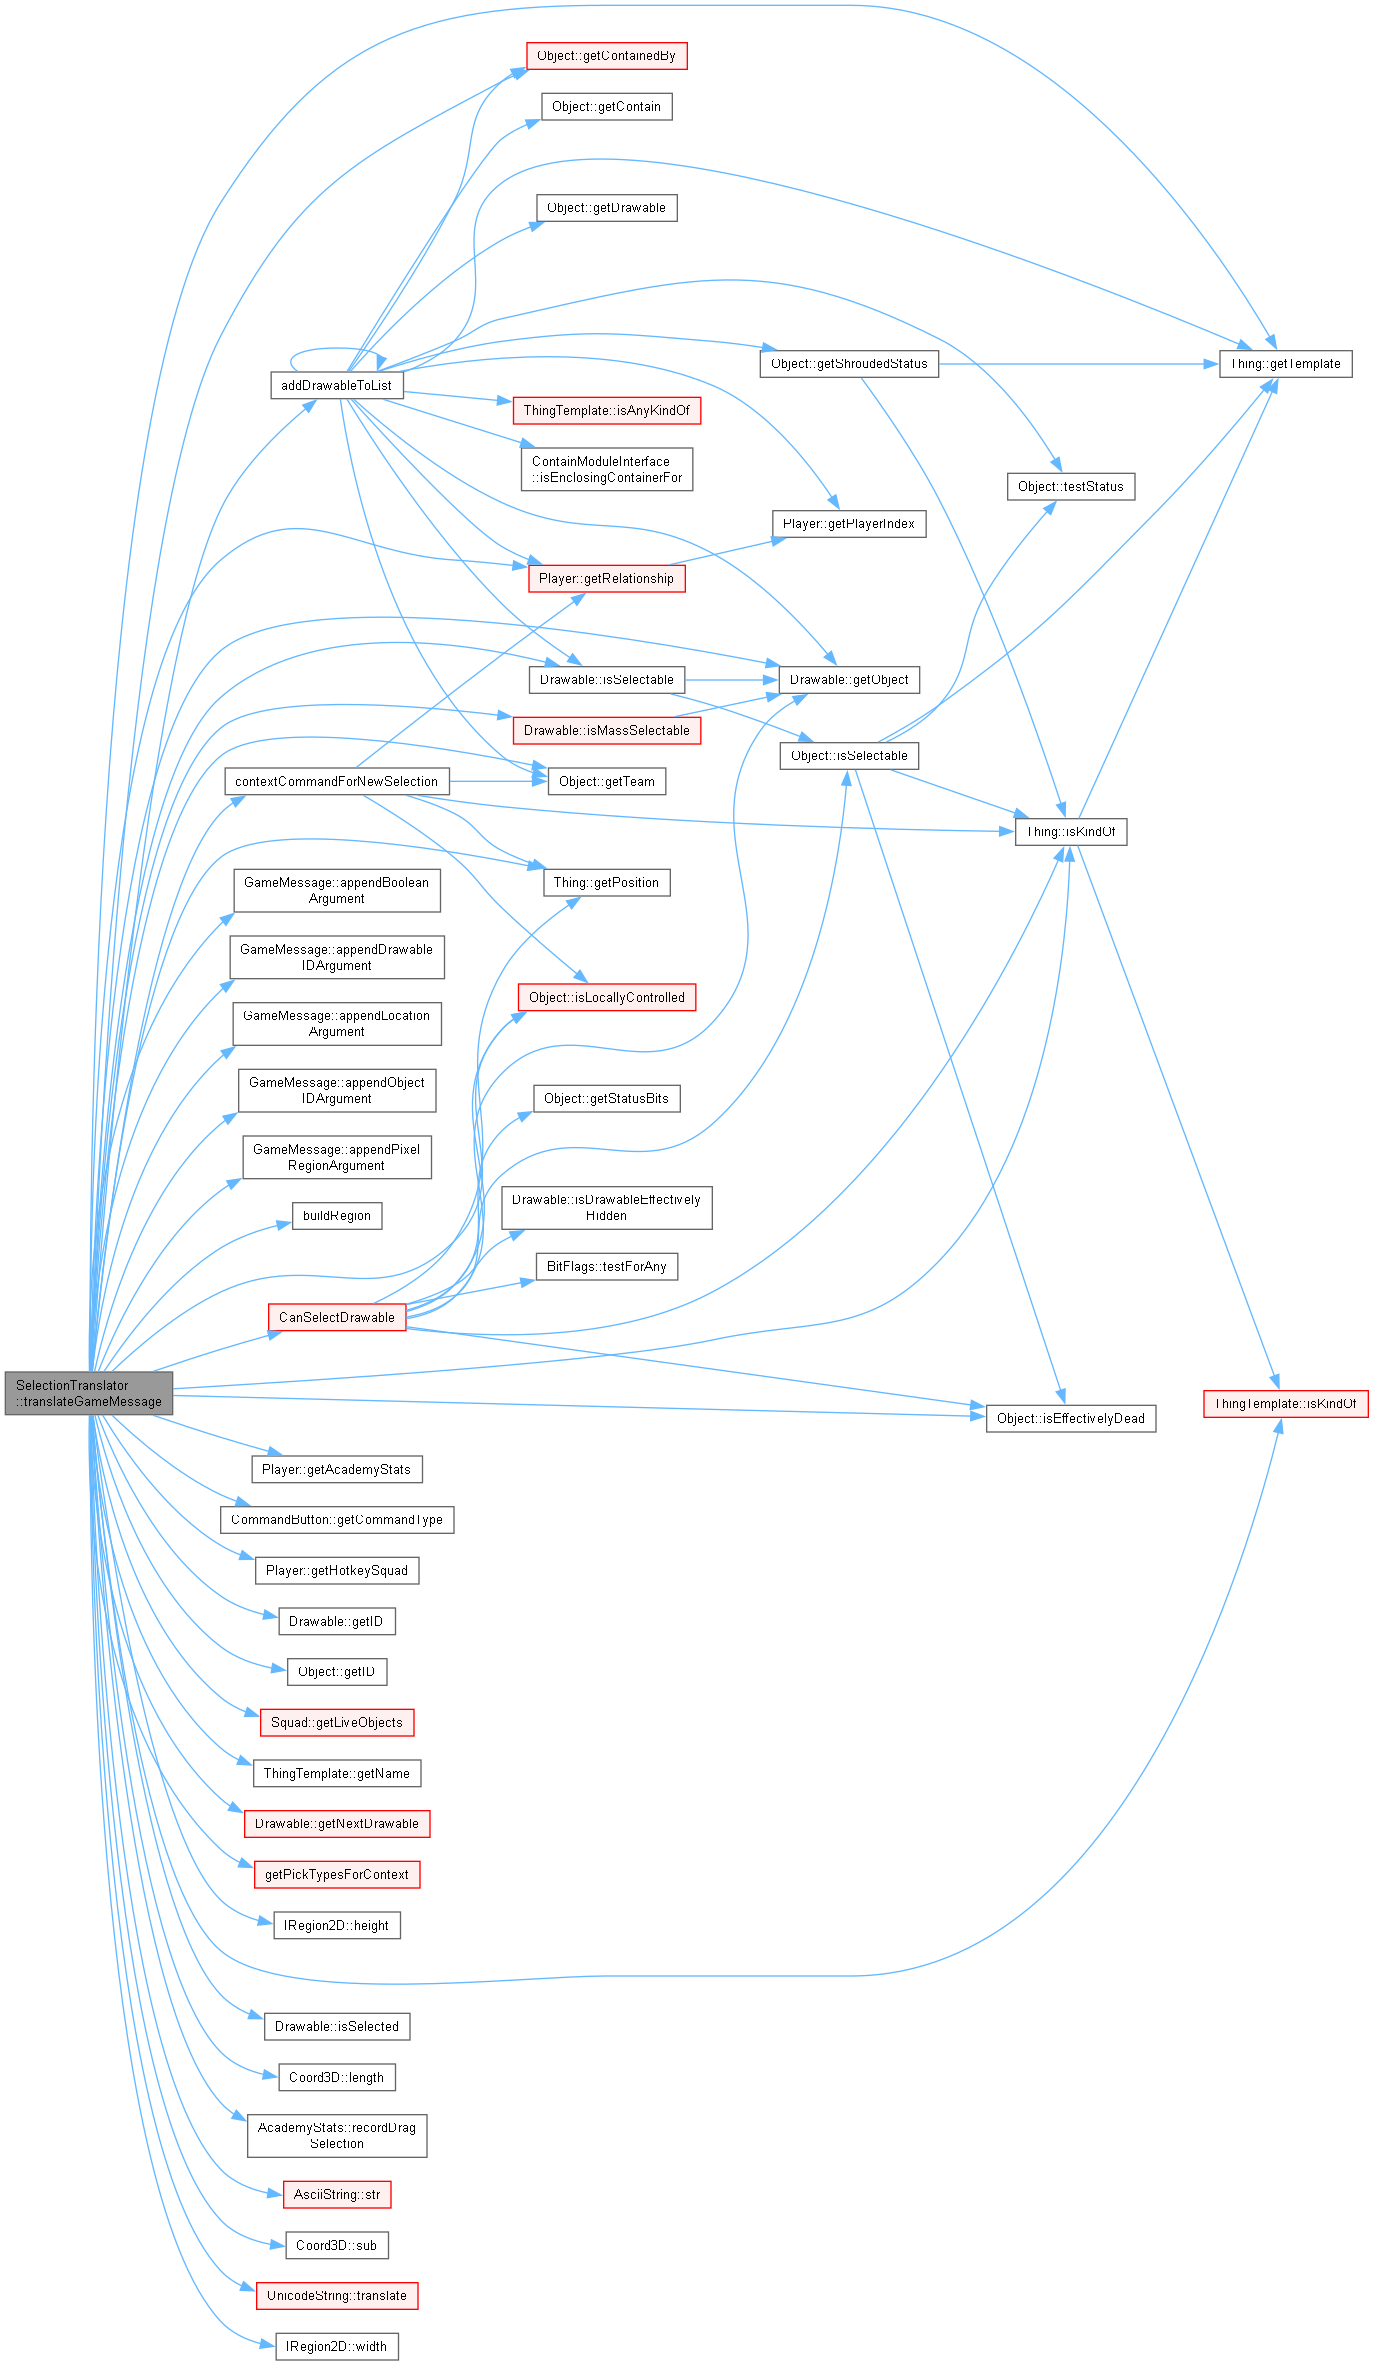 Object::getContainedBy
Object::getContain
Object::getDrawable
Object::getShroudedStatus
Thing::getTemplate
addDrawableToList
ThingTemplate::isAnyKindOf
ContainModuleInterface
::isEnclosingContainerFor
Object::testStatus
Player::getPlayerIndex
Player::getRelationship
Drawable::isSelectable
Drawable::getObject
Drawable::isMassSelectable
Object::isSelectable
contextCommandForNewSelection
Object::getTeam
Thing::isKindOf
Thing::getPosition
GameMessage::appendBoolean
Argument
GameMessage::appendDrawable
IDArgument
Object::isLocallyControlled
GameMessage::appendLocation
Argument
GameMessage::appendObject
IDArgument
Object::getStatusBits
GameMessage::appendPixel
RegionArgument
Drawable::isDrawableEffectively
Hidden
buildRegion
BitFlags::testForAny
CanSelectDrawable
SelectionTranslator
::translateGameMessage
ThingTemplate::isKindOf
Object::isEffectivelyDead
Player::getAcademyStats
CommandButton::getCommandType
Player::getHotkeySquad
Drawable::getID
Object::getID
Squad::getLiveObjects
ThingTemplate::getName
Drawable::getNextDrawable
getPickTypesForContext
IRegion2D::height
Drawable::isSelected
Coord3D::length
AcademyStats::recordDrag
Selection
AsciiString::str
Coord3D::sub
UnicodeString::translate
IRegion2D::width